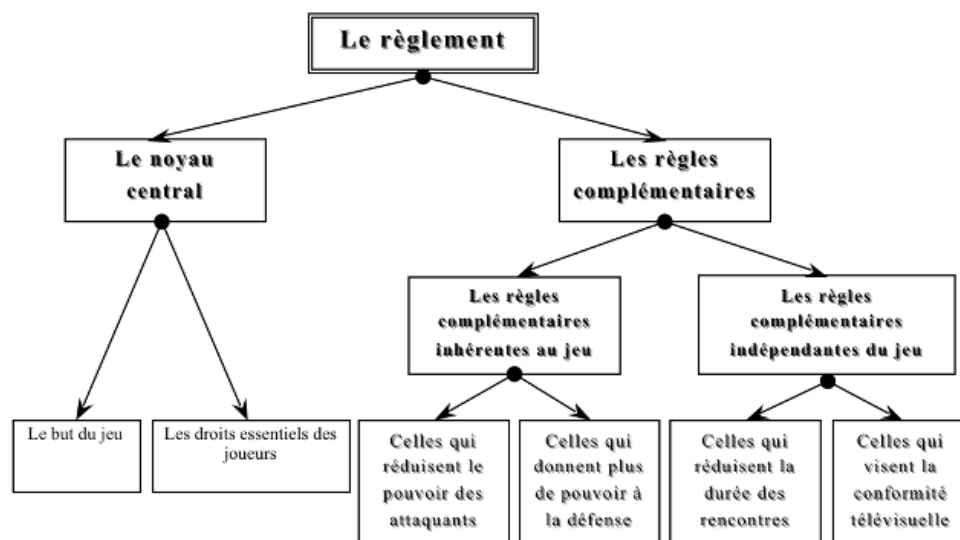 Le règlement
Le noyau
central
Les règles
complémentaires
Les règles
complémentaires
inhérentes au jeu
Les règles
complémentaires
indépendantes du jeu
Le but du jeu
Les droits essentiels des
joueurs
Celles qui
réduisent le
pouvoir des
attaquants
Celles qui
donnent plus
de pouvoir à
la défense
Celles qui
réduisent la
durée des
rencontres
Celles qui
visent la
conformité
télévisuelle